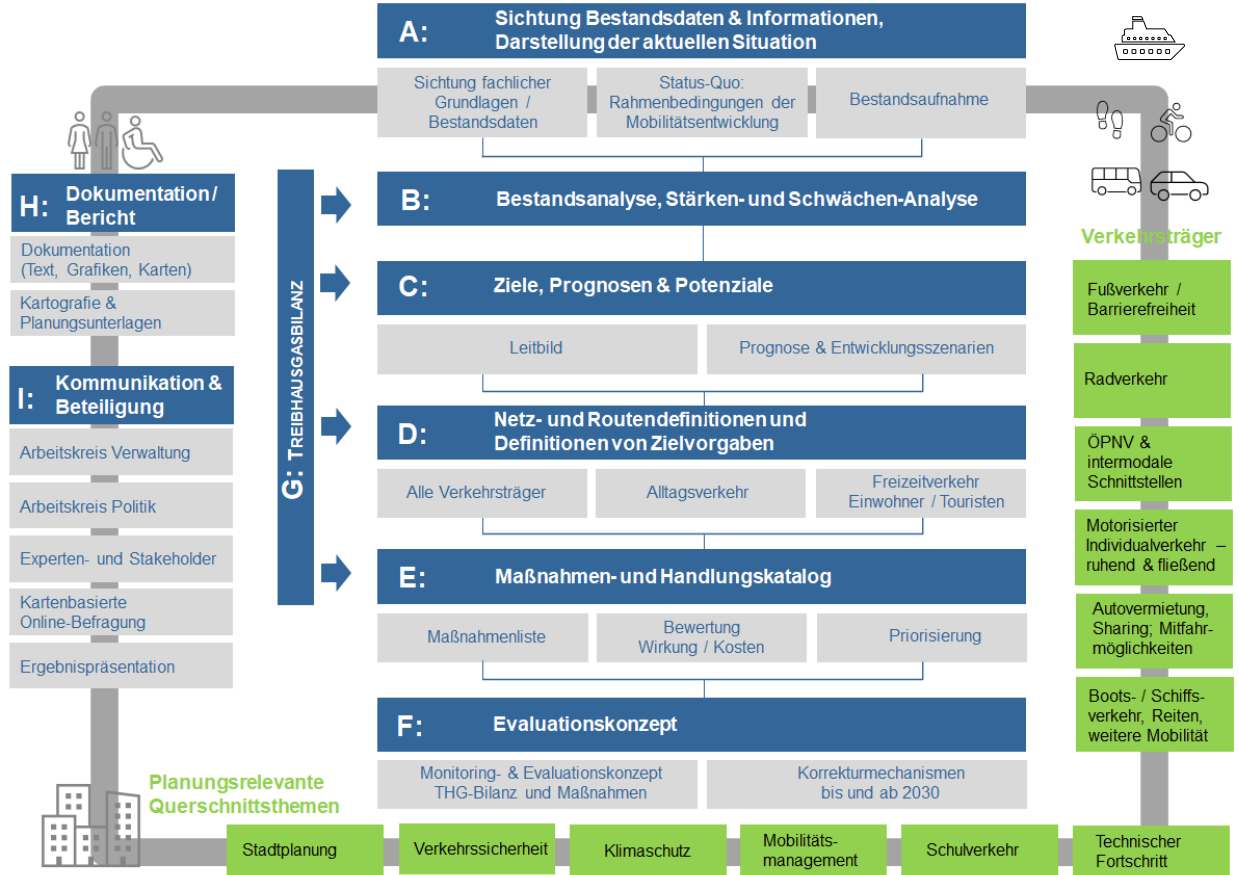 A:
Sichtung Bestandsdaten & Informationen,
Darstellung der aktuellen Situation
Sichtung fachlicher
Grundlagen /
Bestandsdaten
Status-Quo:
Rahmenbedingungen der
Mobilitätsentwicklung
Bestandsaufnahme
B:
Bestandsanalyse, Stärken- und Schwächen-Analyse
C:
Ziele, Prognosen & Potenziale
Leitbild
Prognose & Entwicklungsszenarien
D:
Netz- und Routendefinitionen und
Definitionen von Zielvorgaben
Alle Verkehrsträger
Alltagsverkehr
Freizeitverkehr
Einwohner / Touristen
E:
Maßnahmen- und Handlungskatalog
Maßnahmenliste
Bewertung
Wirkung / Kosten
Priorisierung
F:
Evaluationskonzept
Monitoring- & Evaluationskonzept
THG-Bilanz und Maßnahmen
Korrekturmechanismen
bis und ab 2030
G: TREIBHAUSGASBILANZ
H:
Dokumentation /
Bericht
Dokumentation
(Text, Grafiken, Karten)
Kartografie &
Planungsunterlagen
I:
Kommunikation &
Beteiligung
Arbeitskreis Verwaltung
Arbeitskreis Politik
Experten- und Stakeholder
Kartenbasierte
Online-Befragung
Ergebnispräsentation
Verkehrsträger
Fußverkehr /
Barrierefreiheit
Radverkehr
ÖPNV &
intermodale
Schnittstellen
Motorisierter
Individualverkehr –
ruhend & fließend
Autovermietung,
Sharing; Mitfahr-
möglichkeiten
Boots- / Schiffs-
verkehr, Reiten,
weitere Mobilität
Planungsrelevante
Querschnittsthemen
Stadtplanung
Verkehrssicherheit
Klimaschutz
Mobilitäts-
management
Schulverkehr
Technischer
Fortschritt